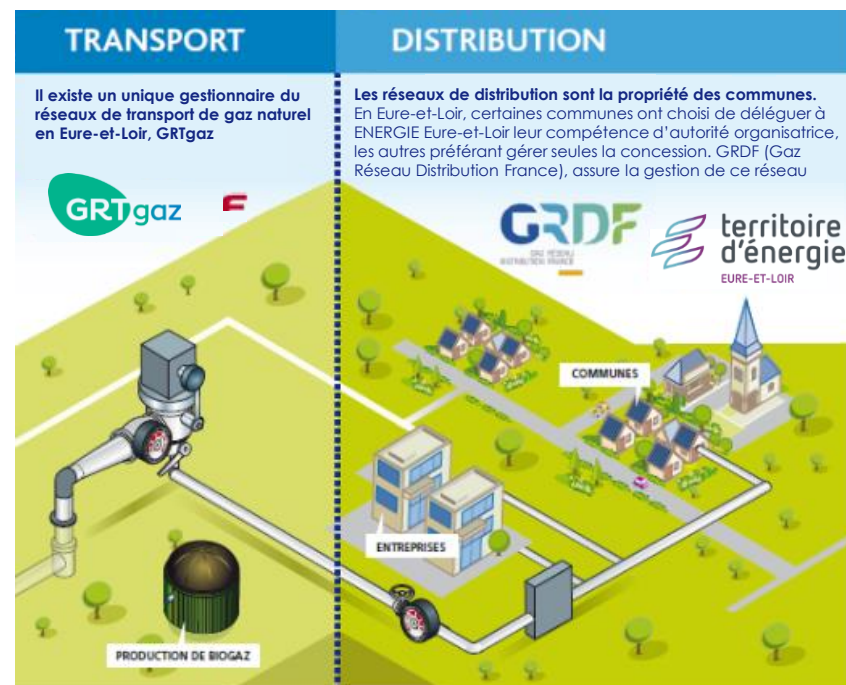 TRANSPORT
DISTRIBUTION
Il existe un unique gestionnaire du
réseaux de transport de gaz naturel
en Eure-et-Loir, GRTgaz
Les réseaux de distribution sont la propriété des communes.
En Eure-et-Loir, certaines communes ont choisi de déléguer à
ENERGIE Eure-et-Loir leur compétence d'autorité organisatrice,
les autres préférant gérer seules la concession. GRDF (Gaz
Réseau Distribution France), assure la gestion de ce réseau
GRTgaz
GRDF
GAZ RÉSEAU
DISTRIBUTION FRANCE
territoire
d'énergie
EURE-ET-LOIR
COMMUNES
ENTREPRISES
PRODUCTION DE BIOGAZ